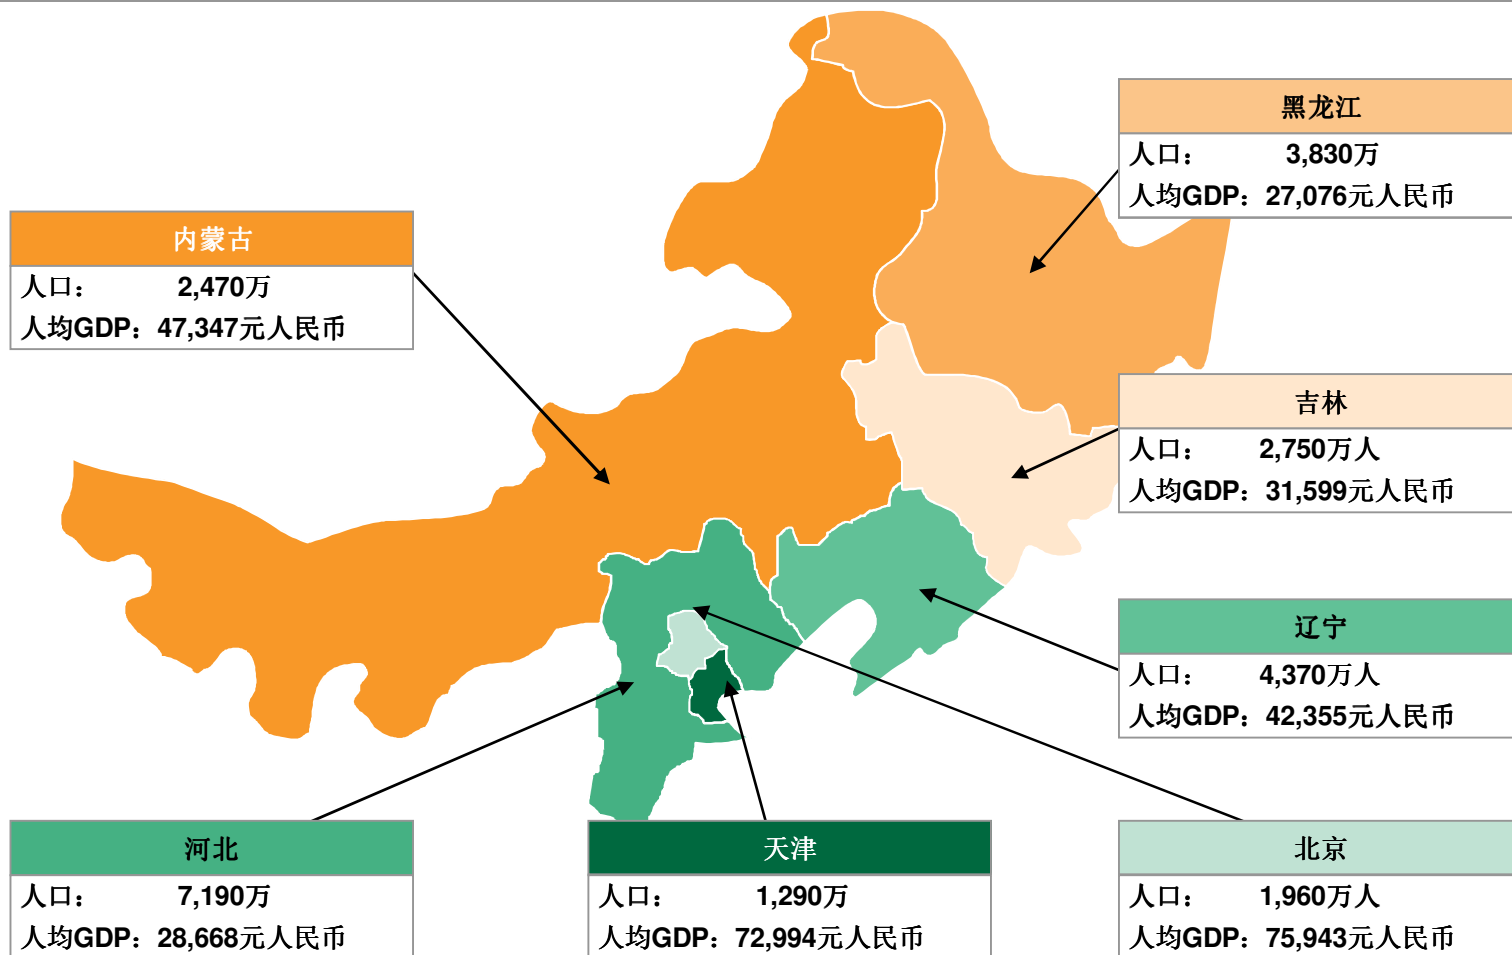 黑龙江
人口： 3,830万
人均GDP：27,076元人民币
内蒙古
人口： 2,470万
人均GDP：47,347元人民币
吉林
人口： 2,750万人
人均GDP：31,599元人民币
辽宁
人口： 4,370万人
人均GDP：42,355元人民币
河北
人口： 7,190万
人均GDP：28,668元人民币
天津
人口： 1,290万
人均GDP：72,994元人民币
北京
人口： 1,960万人
人均GDP：75,943元人民币